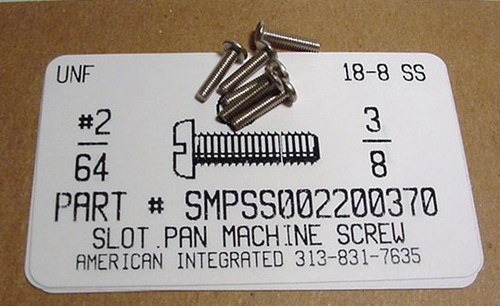 UNF 18-8 SS
#2 3
64 8
PART # SMPSS002200370
SLOT.PAN MACHINE SCREW
AMERICAN INTEGRATED 313-831-7635